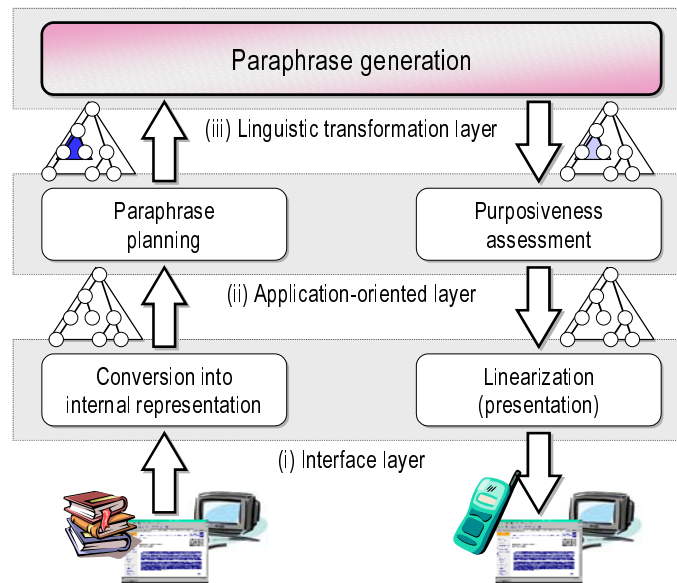 Paraphrase generation
(iii) Linguistic transformation layer
Paraphrase
planning
Purposiveness
assessment
(ii) Application-oriented layer
Conversion into
internal representation
Linearization
(presentation)
(i) Interface layer